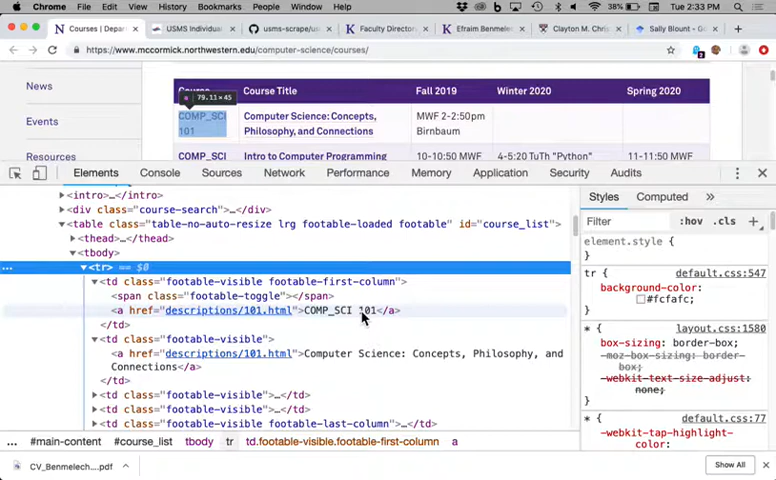 Chrome File Edit View History Bookmarks People Window Help 38% Tue 2:33 PM
Courses | Depar USMS Individual usms-scrape/us Faculty Director Efraim Benmele Clayton M. Chris Sally Blount - Ge
https://www.mccormick.northwestern.edu/computer-science/courses/
News
Events
Resources
Course Course Title Fall 2019 Winter 2020 Spring 2020
79.11 × 45
COMP_SCI 101 Computer Science: Concepts, Philosophy, and Connections MWF 2-2:50pm Birnbaum
COMP_SCI Intro to Computer Programming 10-10:50 MWF 4-5:20 TuTh "Python" 11-11:50 MWF
Elements Console Sources Network Performance Memory Application Security Audits
<intro>…</intro>
<div class="course-search">…</div>
<table class="table-no-auto-resize lrg footable-loaded footable" id="course_list">
<thead>…</thead>
<tbody>
… <tr> == $0
<td class="footable-visible footable-first-column">
<span class="footable-toggle"></span>
<a href="descriptions/101.html">COMP_SCI 101</a>
</td>
<td class="footable-visible">
<a href="descriptions/101.html">Computer Science: Concepts, Philosophy, and
Connections</a>
</td>
<td class="footable-visible">…</td>
<td class="footable-visible">…</td>
<td class="footable-visible footable-last-column">…</td>
… #main-content #course_list tbody tr td.footable-visible.footable-first-column a
Styles Computed »
Filter :hov .cls +
element.style {
}
tr { default.css:547
background-color:
#fcfafc;
}
* { layout.css:1580
box-sizing: border-box;
-moz-box-sizing: border-
box;
-webkit-text-size-adjust:
none;
}
* { default.css:77
-webkit-tap-highlight-
color:
CV_Benmelech....pdf Show All